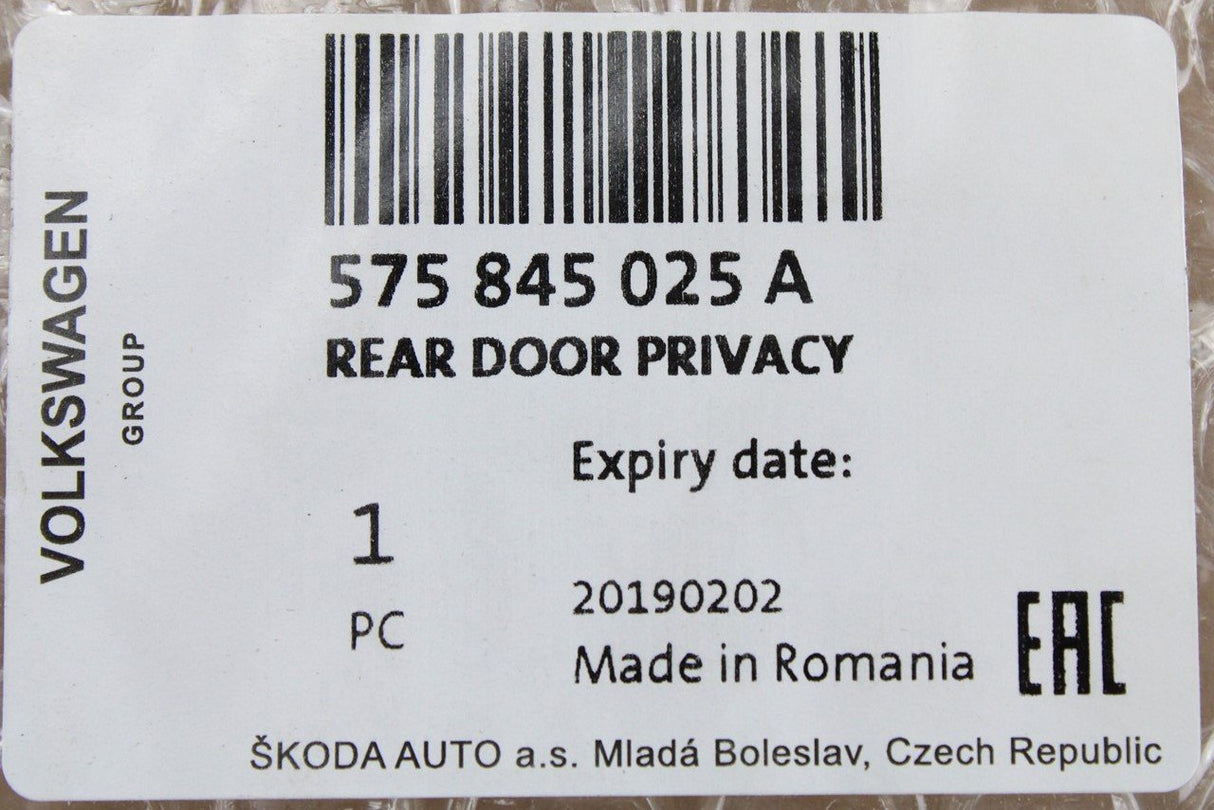 VOLKSWAGEN
GROUP
575 845 025 A
REAR DOOR PRIVACY
Expiry date:
1
PC
20190202
Made in Romania
EAC
ŠKODA AUTO a.s. Mladá Boleslav, Czech Republic